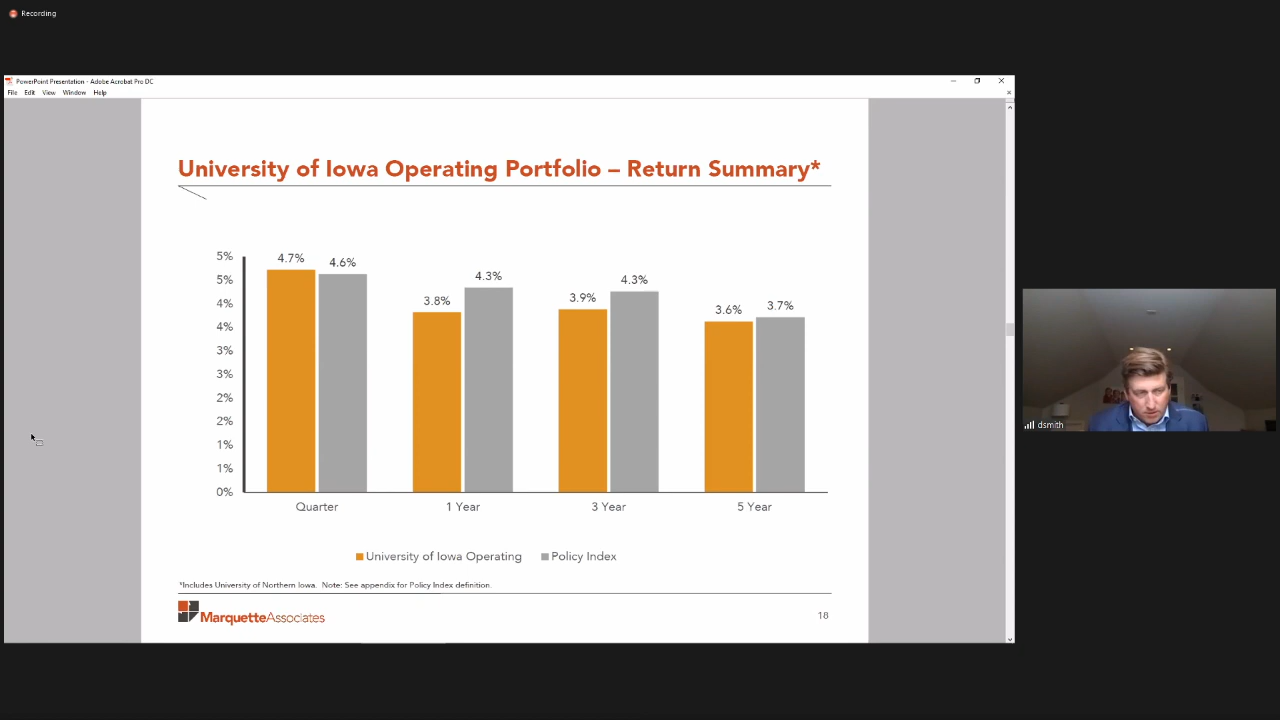 Recording
PowerPoint Presentation - Adobe Acrobat Pro DC
File Edit View Window Help
University of Iowa Operating Portfolio – Return Summary*
5%
5%
4%
4%
3%
3%
2%
2%
1%
1%
0%
4.7% 4.6% 3.8% 4.3% 3.9% 4.3% 3.6% 3.7%
Quarter 1 Year 3 Year 5 Year
University of Iowa Operating Policy Index
*Includes University of Northern Iowa. Note: See appendix for Policy Index definition.
MarquetteAssociates
18
dsmith